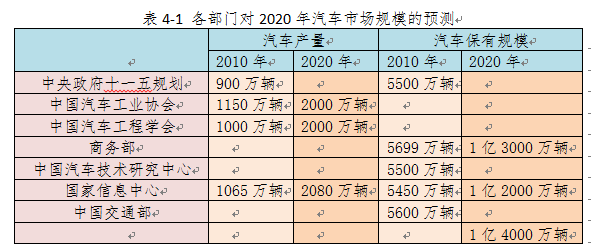 表 4-1 各部门对 2020 年汽车市场规模的预测
汽车产量 汽车保有规模
2010 年 2020 年 2010 年 2020 年
中央政府十一五规划 900 万辆 5500 万辆
中国汽车工业协会 1150 万辆 2000 万辆
中国汽车工程学会 1000 万辆 2000 万辆
商务部 5699 万辆 1 亿 3000 万辆
中国汽车技术研究中心 5500 万辆
国家信息中心 1065 万辆 2080 万辆 5450 万辆 1 亿 2000 万辆
中国交通部 5600 万辆
1 亿 4000 万辆